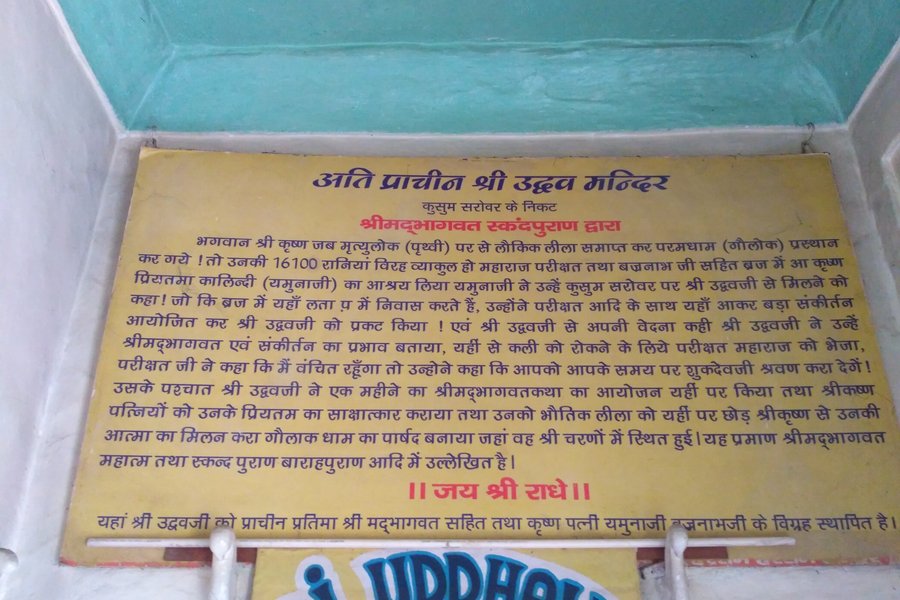 अति प्राचीन श्री उद्धव मन्दिर
कुसुम सरोवर के निकट
श्रीमद्भागवत स्कंदपुराण द्वारा
भगवान श्री कृष्ण जब मृत्युलोक (पृथ्वी) पर से लौकिक लीला समाप्त कर परमधाम (गौलोक) प्रस्थान
कर गये ! तो उनकी 16100 रानियां विरह व्याकुल हो महाराज परीक्षत तथा बज्रनाभ जी सहित ब्रज में आ कृष्ण
प्रियतमा कालिन्दी (यमुनाजी) का आश्रय लिया यमुनाजी ने उन्हें कुसुम सरोवर पर श्री उद्धवजी से मिलने को
कहा ! जो कि ब्रज में यहाँ लता प़ में निवास करते हैं, उन्होंने परीक्षत आदि के साथ यहाँ आकर बड़ा संकीर्तन
आयोजित कर श्री उद्धवजी को प्रकट किया ! एवं श्री उद्धवजी से अपनी वेदना कही श्री उद्धवजी ने उन्हें
श्रीमद्भागवत एवं संकीर्तन का प्रभाव बताया, यहीं से कली को रोकने के लिये परीक्षत महाराज को भेजा,
परीक्षत जी ने कहा कि मैं वंचित रहूँगा तो उन्होने कहा कि आपको आपके समय पर शुकदेवजी श्रवण करा देगें !
उसके पश्चात श्री उद्धवजी ने एक महीने का श्रीमद्भागवतकथा का आयोजन यहीं पर किया तथा श्रीकृष्ण
पत्नियों को उनके प्रियतम का साक्षात्कार कराया तथा उनको भौतिक लीला को यहीं पर छोड़ श्रीकृष्ण से उनकी
आत्मा का मिलन करा गौलाक धाम का पार्षद बनाया जहां वह श्री चरणों में स्थित हुई। यह प्रमाण श्रीमद्भागवत
महात्म तथा स्कन्द पुराण बाराहपुराण आदि में उल्लेखित है।
।। जय श्री राधे ।।
यहां श्री उद्धवजी को प्राचीन प्रतिमा श्री मद्भागवत सहित तथा कृष्ण पत्नी यमुनाजी व्रजनाभजी के विग्रह स्थापित है।